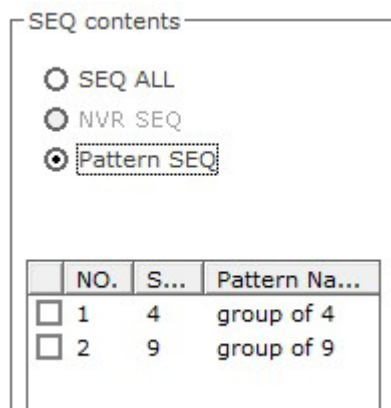 SEQ contents
SEQ ALL
NVR SEQ
Pattern SEQ
NO. S... Pattern Na...
1 4 group of 4
2 9 group of 9